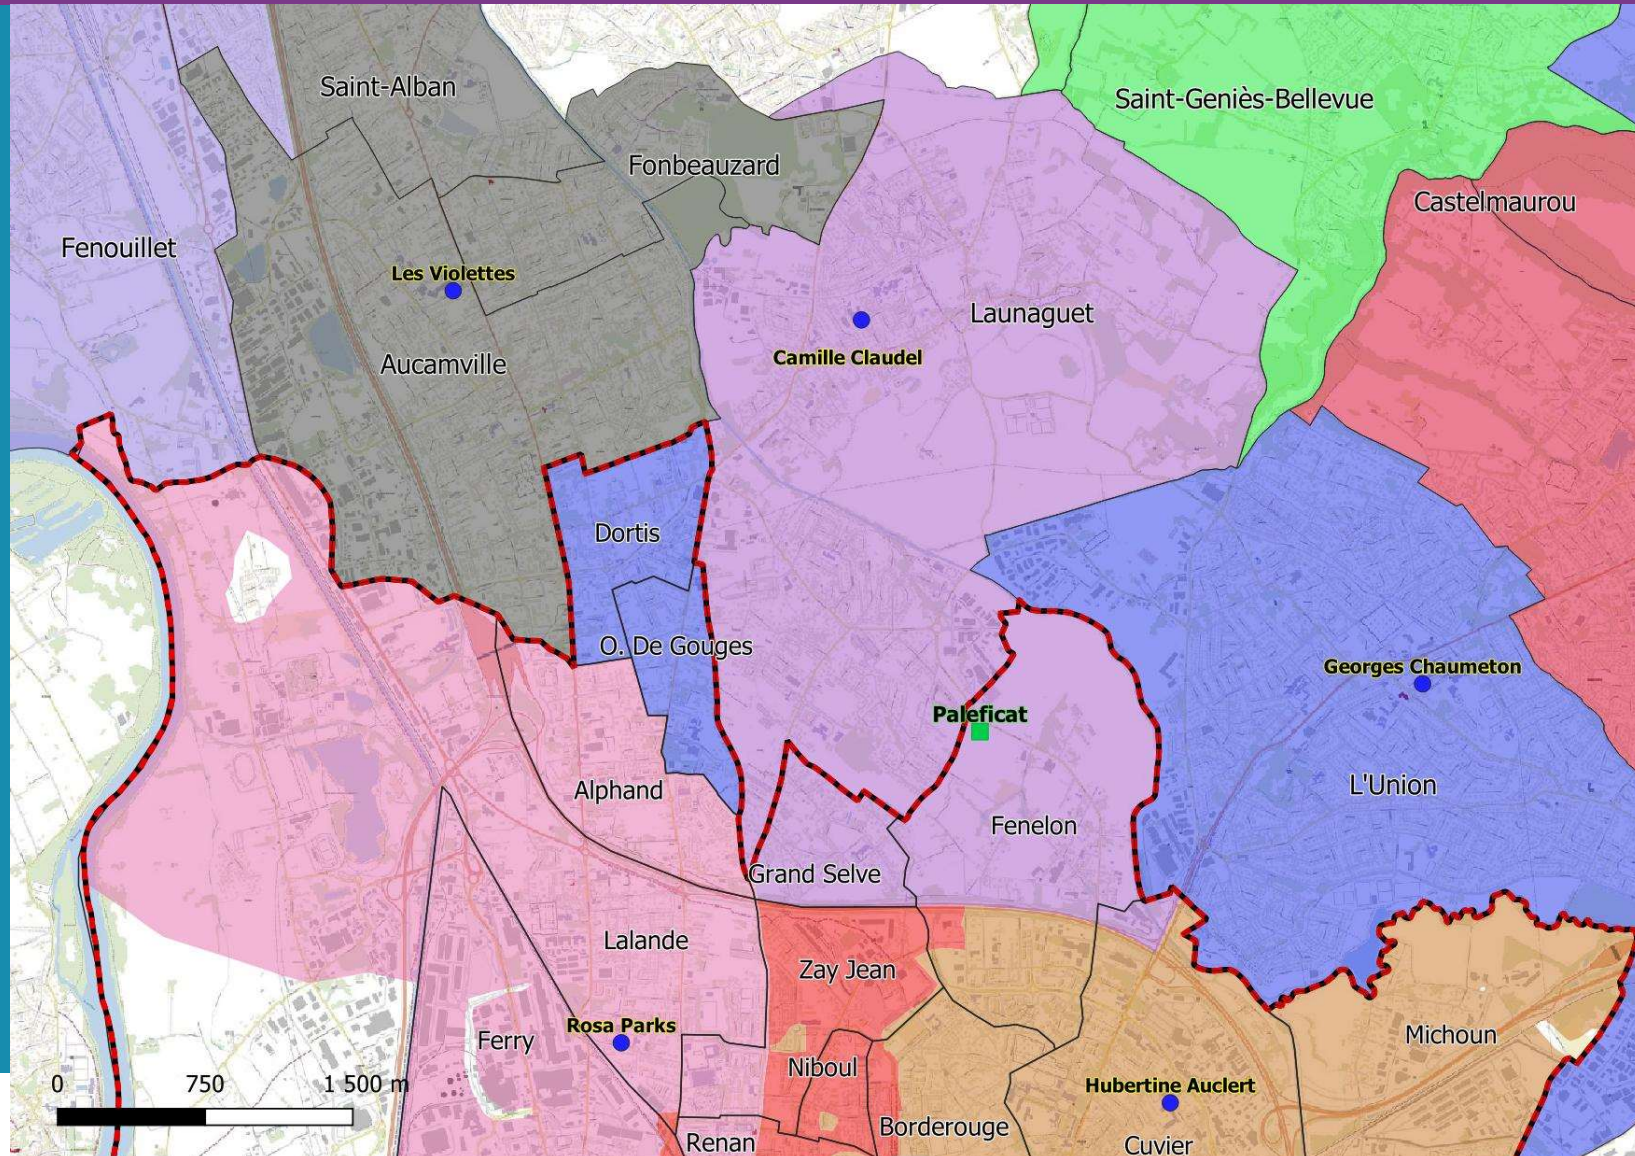 Saint-Alban
Saint-Geniès-Bellevue
Fonbeauzard
Castelmaurou
Fenouillet
Les Violettes
Launaguet
Camille Claudel
Aucamville
Dortis
O. De Gouges
Georges Chaumeton
Paleficat
L'Union
Alphand
Fenelon
Grand Selve
Lalande
Zay Jean
Rosa Parks
Ferry
Michoun
Niboul
0 750 1 500 m
Hubertine Auclert
Borderouge
Renan
Cuvier